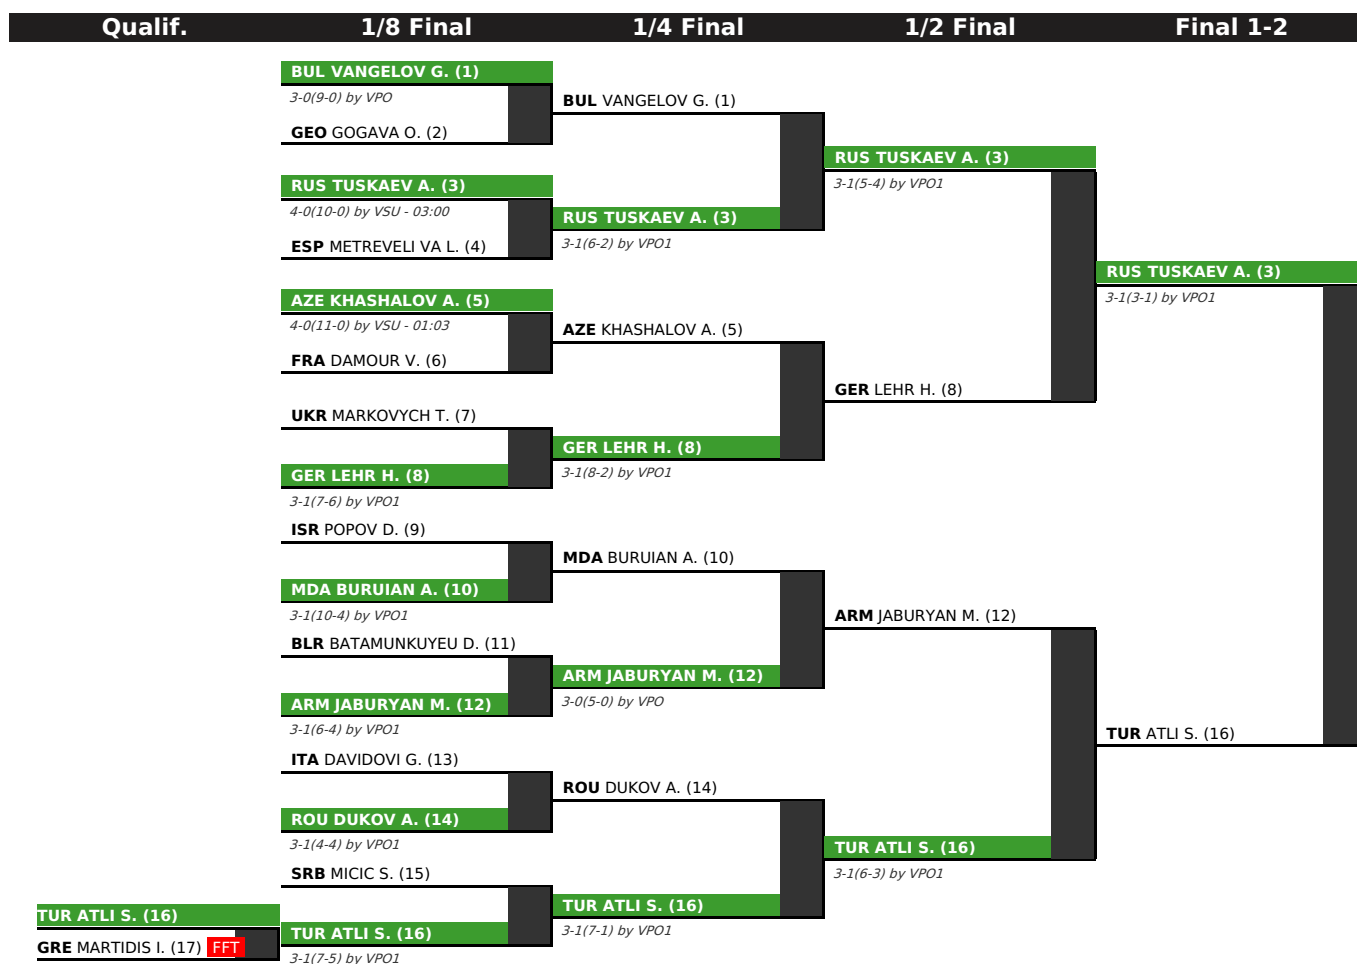 Qualif.
1/8 Final
1/4 Final
1/2 Final
Final 1-2
BUL VANGELOV G. (1)
3-0(9-0) by VPO
GEO GOGAVA O. (2)
RUS TUSKAEV A. (3)
4-0(10-0) by VSU - 03:00
ESP METREVELI VA L. (4)
AZE KHASHALOV A. (5)
4-0(11-0) by VSU - 01:03
FRA DAMOUR V. (6)
UKR MARKOVYCH T. (7)
GER LEHR H. (8)
3-1(7-6) by VPO1
ISR POPOV D. (9)
MDA BURUIAN A. (10)
3-1(10-4) by VPO1
BLR BATAMUNKUYEU D. (11)
ARM JABURYAN M. (12)
3-1(6-4) by VPO1
ITA DAVIDOVI G. (13)
ROU DUKOV A. (14)
3-1(4-4) by VPO1
SRB MICIC S. (15)
TUR ATLI S. (16)
3-1(7-5) by VPO1
TUR ATLI S. (16)
GRE MARTIDIS I. (17) FFT
BUL VANGELOV G. (1)
RUS TUSKAEV A. (3)
3-1(6-2) by VPO1
AZE KHASHALOV A. (5)
GER LEHR H. (8)
3-1(8-2) by VPO1
MDA BURUIAN A. (10)
ARM JABURYAN M. (12)
3-0(5-0) by VPO
ROU DUKOV A. (14)
TUR ATLI S. (16)
3-1(7-1) by VPO1
RUS TUSKAEV A. (3)
3-1(5-4) by VPO1
GER LEHR H. (8)
ARM JABURYAN M. (12)
TUR ATLI S. (16)
3-1(6-3) by VPO1
RUS TUSKAEV A. (3)
3-1(3-1) by VPO1
TUR ATLI S. (16)